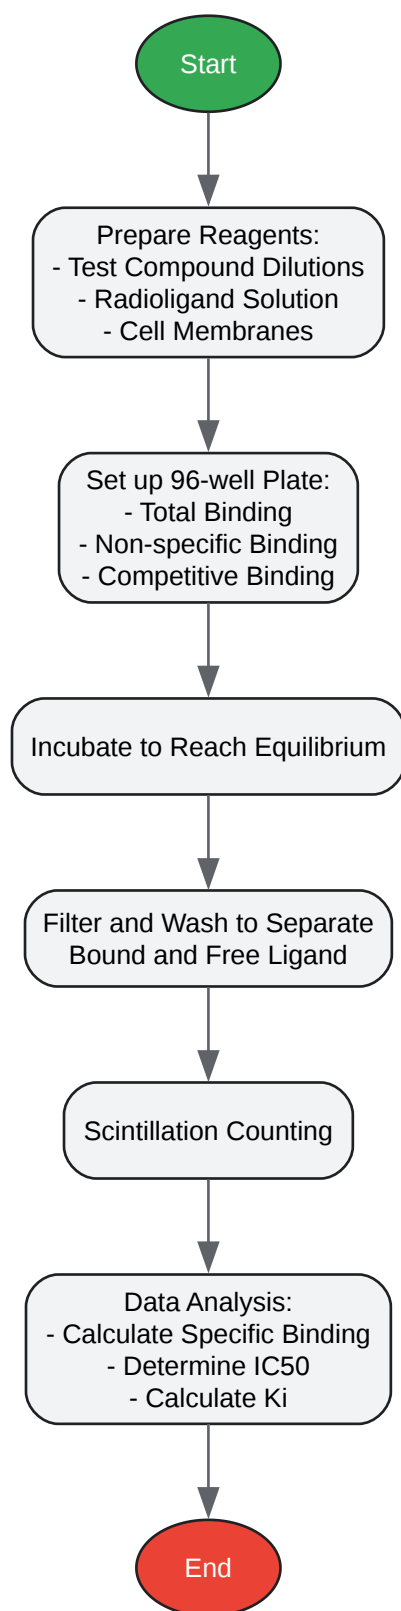 Start
Prepare Reagents:
- Test Compound Dilutions
- Radioligand Solution
- Cell Membranes
Set up 96-well Plate:
- Total Binding
- Non-specific Binding
- Competitive Binding
Incubate to Reach Equilibrium
Filter and Wash to Separate
Bound and Free Ligand
Scintillation Counting
Data Analysis:
- Calculate Specific Binding
- Determine IC50
- Calculate Ki
End